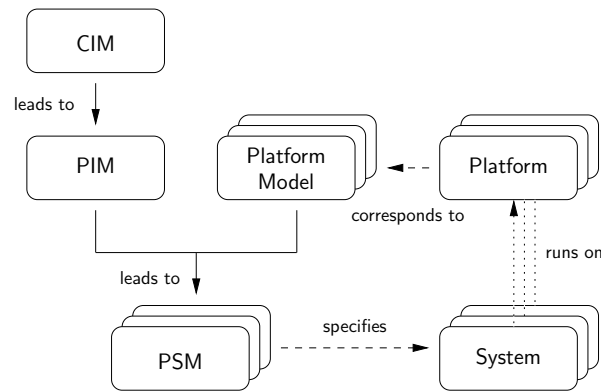 CIM
leads to
PIM
Platform
Model
Platform
corresponds to
leads to
runs on
PSM
specifies
System